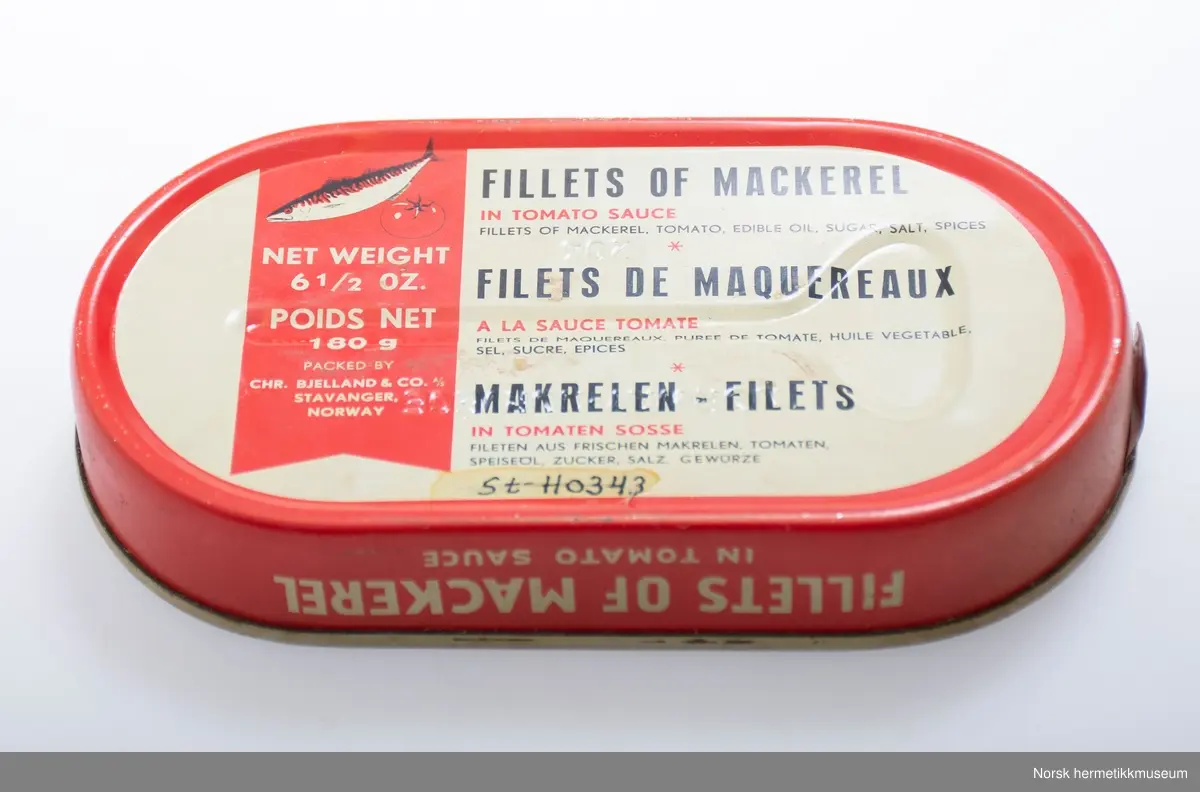 NET WEIGHT
6 1/2 OZ.
POIDS NET
180 g
PACKED BY
CHR. BJELLAND & CO. A/S
STAVANGER,
NORWAY
FILLETS OF MACKEREL
IN TOMATO SAUCE
FILLETS OF MACKEREL, TOMATO, EDIBLE OIL, SUGAR, SALT, SPICES
*
FILETS DE MAQUEREAUX
A LA SAUCE TOMATE
FILETS DE MAQUEREAUX, PUREE DE TOMATE, HUILE VEGETABLE,
SEL, SUCRE, EPICES
*
MAKRELEN - FILETS
IN TOMATEN SOSSE
FILETEN AUS FRISCHEN MAKRELEN, TOMATEN,
SPEISEÖL, ZUCKER, SALZ, GEWÜRZE
St-H0343
FILLETS OF MACKEREL
IN TOMATO SAUCE
Norsk hermetikkmuseum